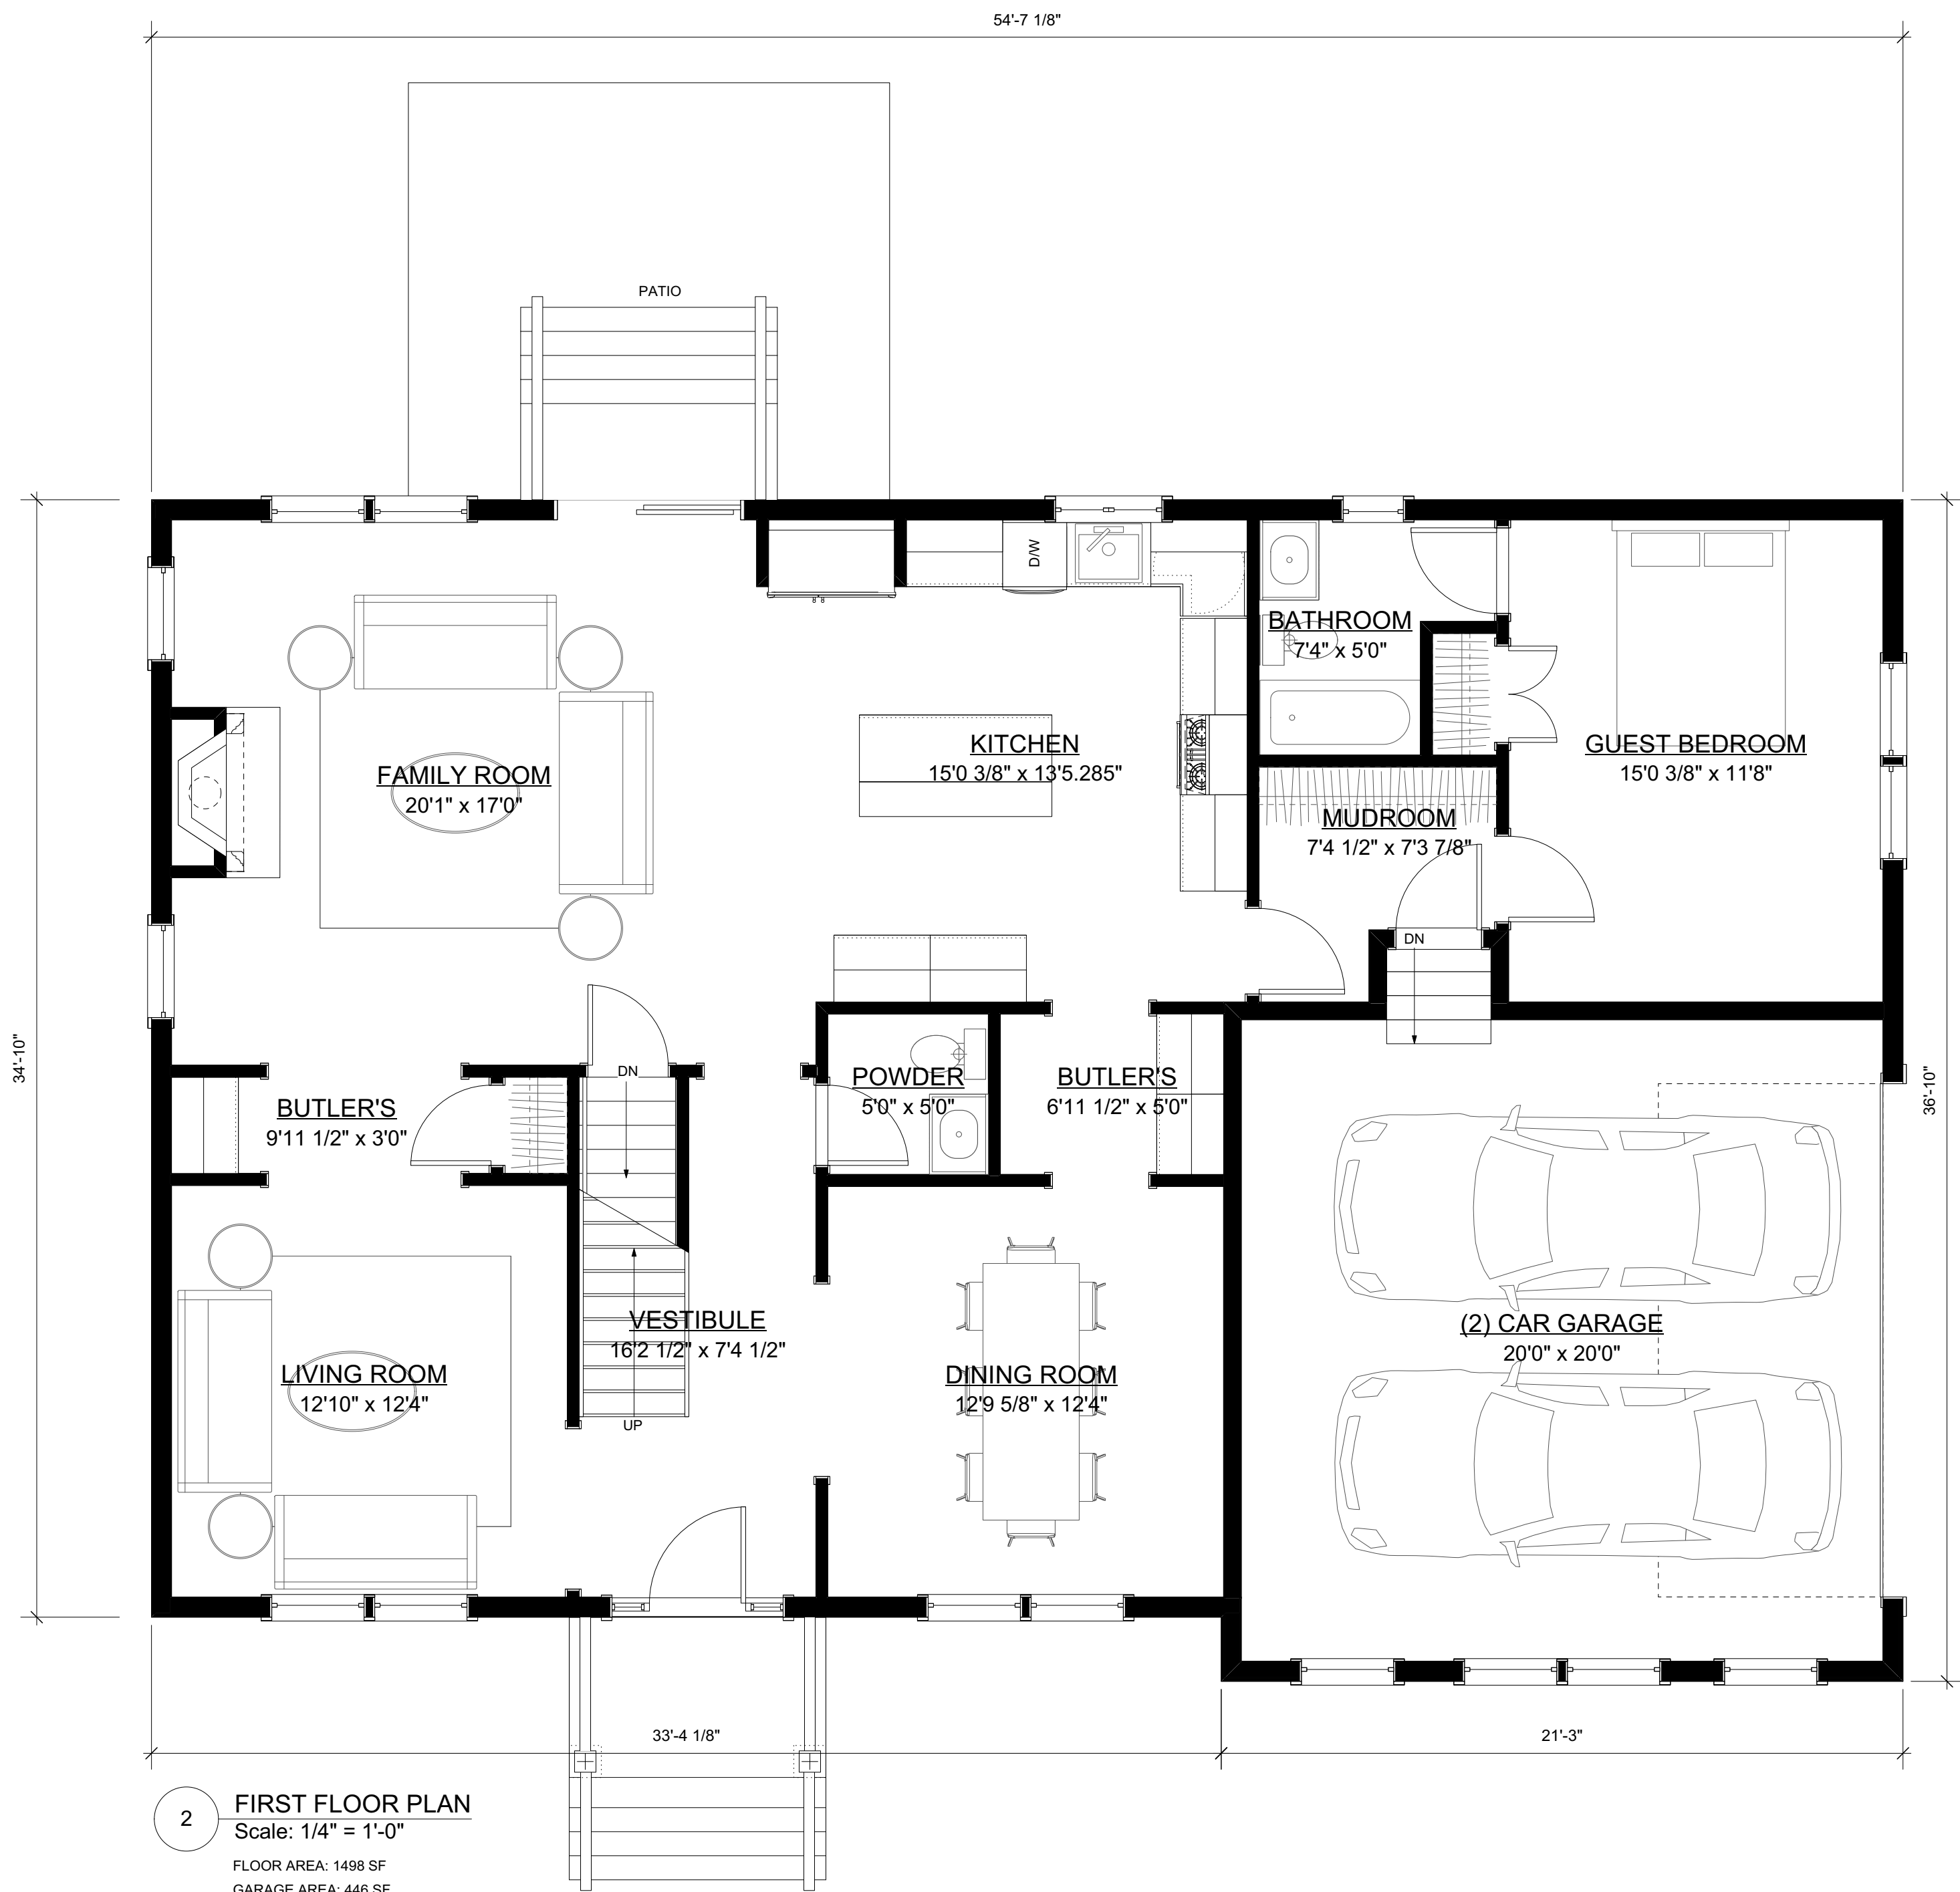 54'-7 1/8"
PATIO
D/W
BATHROOM
7'4" x 5'0"
KITCHEN
15'0 3/8" x 13'5.285"
GUEST BEDROOM
15'0 3/8" x 11'8"
FAMILY ROOM
20'1" x 17'0"
MUDROOM
7'4 1/2" x 7'3 7/8"
DN
34'-10"
36'-10"
DN
POWDER
5'0" x 5'0"
BUTLER'S
6'11 1/2" x 5'0"
BUTLER'S
9'11 1/2" x 3'0"
VESTIBULE
16'2 1/2" x 7'4 1/2"
(2) CAR GARAGE
20'0" x 20'0"
LIVING ROOM
12'10" x 12'4"
DINING ROOM
12'9 5/8" x 12'4"
UP
33'-4 1/8"
21'-3"
2
FIRST FLOOR PLAN
Scale: 1/4" = 1'-0"
FLOOR AREA: 1498 SF
GARAGE AREA: 446 SF